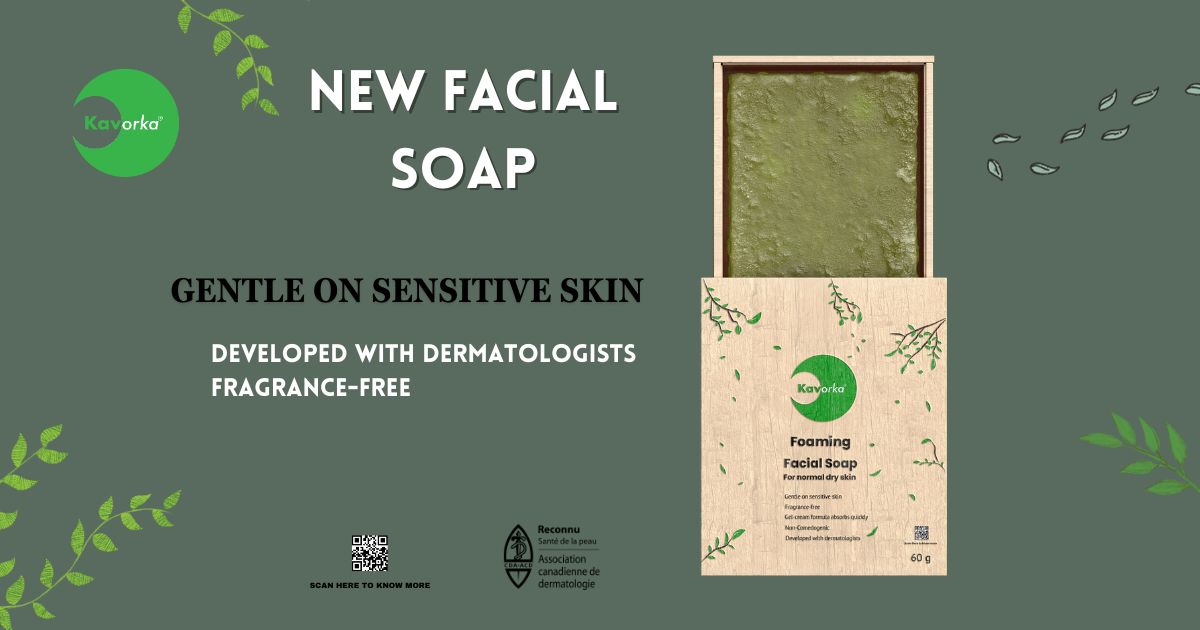 Kavorka®
NEW FACIAL
SOAP
GENTLE ON SENSITIVE SKIN
DEVELOPED WITH DERMATOLOGISTS
FRAGRANCE-FREE
SCAN HERE TO KNOW MORE
CDA·ACD
Reconnu
Santé de la peau
Association
canadienne de
dermatologie
Kavorka®
Foaming
Facial Soap
For normal dry skin
Gentle on sensitive skin
Fragrance-free
Gel-cream formula absorbs quickly
Non-Comedogenic
Developed with dermatologists
60 g